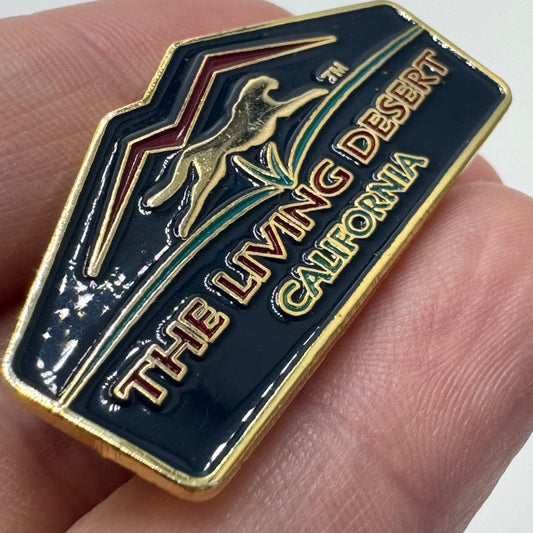 TM
THE LIVING DESERT
CALIFORNIA